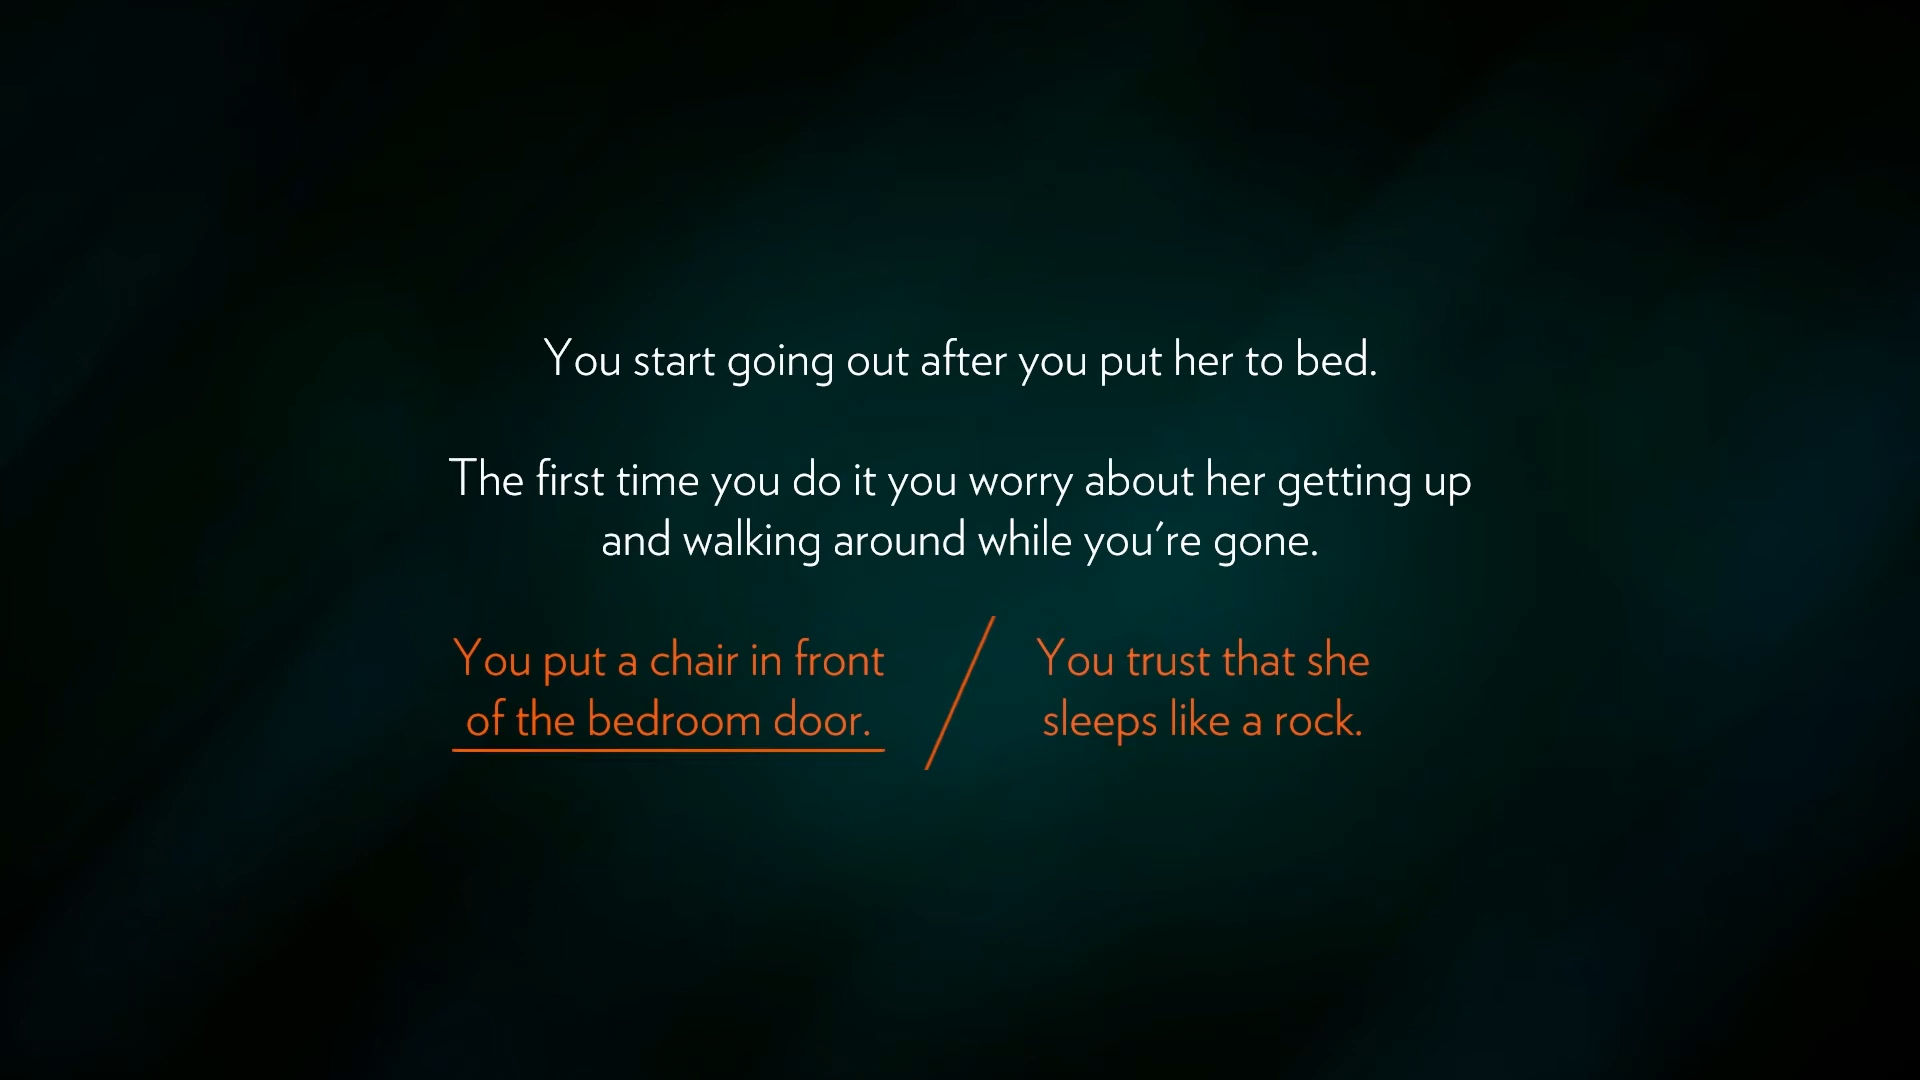 You start going out after you put her to bed.
The first time you do it you worry about her getting up
and walking around while you're gone.
You put a chair in front
of the bedroom door.
/
You trust that she
sleeps like a rock.